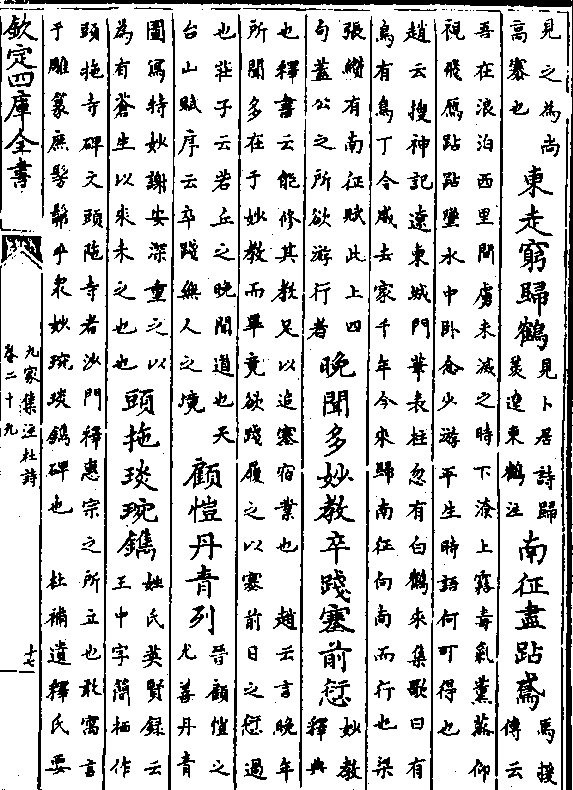 見之為尚
高寨也
東走窮歸鶴
見卜居詩歸
羨遼東鶴注
南征盡跕鳶
馬援
傳云
吾在浪泊西里間虜未滅之時下潦上霧毒氣薰蒸仰
視飛鳶跕跕墮水中卧念少游平生時語何可得也
趙云搜神記遼東城門華表柱忽有白鶴來集歌曰有
鳥有鳥丁令威去家千年今來歸南征向南而行也梁
張纘有南征賦此上四
句蓋公之所欲游行者
晚聞多妙教卒踐塞前愆
妙教
釋典
也釋書云能修其教足以追塞宿業也 趙云言晚年
所聞多在于妙教而畢竟欲踐履之以塞前日之愆過
也莊子云若丘之晚聞道也天
台山賦序云卒踐無人之境
顧愷丹青列
晉顧愷之
尤善丹青
圖寫特妙謝安深重之以
為有蒼生以來未之也也
頭拖琰琬鐫
姓氏英賢録云
王中字簡栖作
頭拖寺碑文頭陁寺者沙門釋惠宗之所立也敢寓言
于雕篆庶髣髴乎衆妙琬琰鐫碑也 杜補遺釋氏要
欽定四庫全書
九家集注杜詩
卷二十九
十七